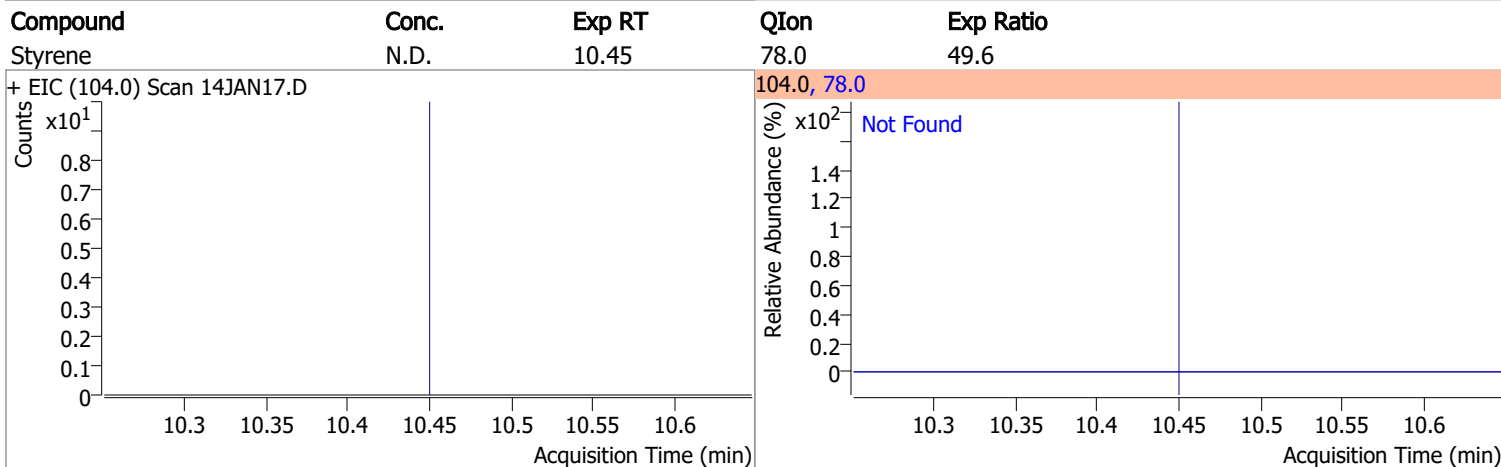 Compound Conc. Exp RT QIon Exp Ratio
Styrene N.D. 10.45 78.0 49.6
+ EIC (104.0) Scan 14JAN17.D
Counts
x10^1
0.8
0.7
0.6
0.5
0.4
0.3
0.2
0.1
0
10.3 10.35 10.4 10.45 10.5 10.55 10.6
Acquisition Time (min)
104.0, 78.0
Relative Abundance (%)
x10^2
Not Found
1.4
1.2
1
0.8
0.6
0.4
0.2
0
10.3 10.35 10.4 10.45 10.5 10.55 10.6
Acquisition Time (min)